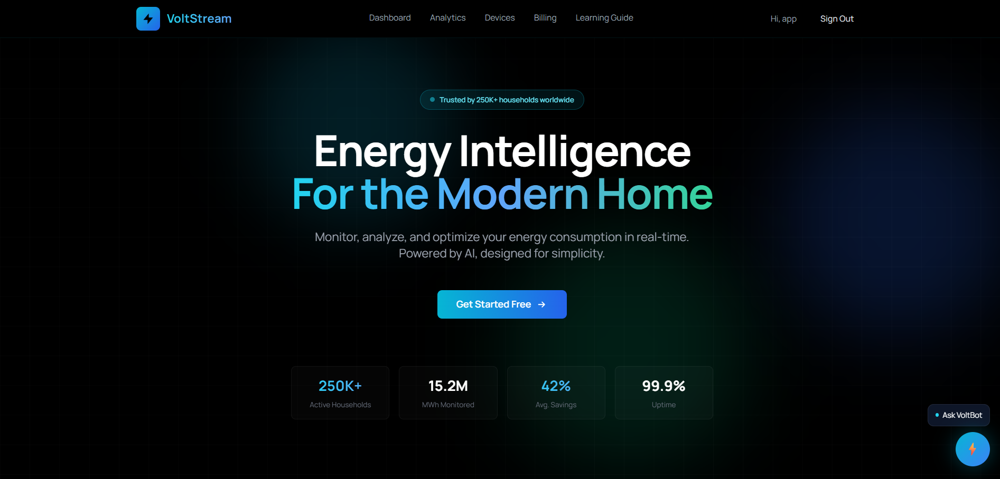 VoltStream
Dashboard
Analytics
Devices
Billing
Learning Guide
Hi, app
Sign Out
Trusted by 250K+ households worldwide
Energy Intelligence
For the Modern Home
Monitor, analyze, and optimize your energy consumption in real-time.
Powered by AI, designed for simplicity.
Get Started Free →
250K+
Active Households
15.2M
MWh Monitored
42%
Avg. Savings
99.9%
Uptime
Ask VoltBot